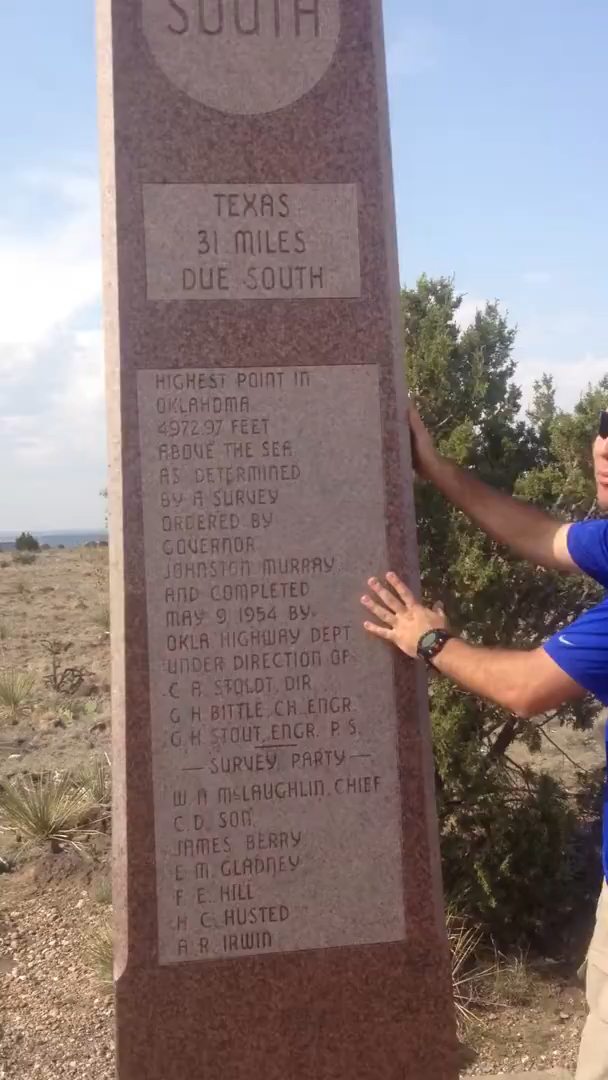 SOUTH
TEXAS
31 MILES
DUE SOUTH
HIGHEST POINT IN
OKLAHOMA
4972.97 FEET
ABOVE THE SEA
AS DETERMINED
BY A SURVEY
ORDERED BY
GOVERNOR
JOHNSTON MURRAY
AND COMPLETED
MAY 9 1954 BY
OKLA HIGHWAY DEPT
UNDER DIRECTION OF
C A STOLDT DIR
G H BITTLE CH ENGR
G H STOUT ENGR P S
— SURVEY PARTY —
W A McLAUGHLIN CHIEF
C D SON
JAMES BERRY
E M GLADNEY
F E HILL
H C HUSTED
A R IRWIN